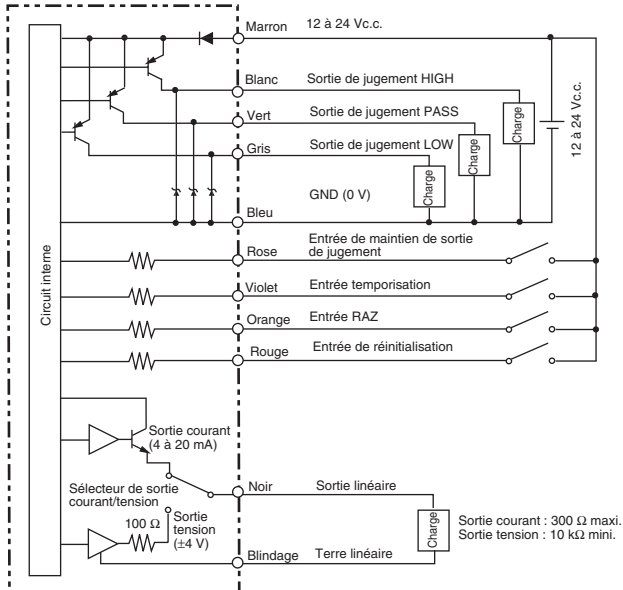 Marron 12 à 24 Vc.c.
Blanc Sortie de jugement HIGH
Vert Sortie de jugement PASS
Gris Sortie de jugement LOW
Charge
Charge
Charge
12 à 24 Vc.c.
GND (0 V)
Bleu
Circuit interne
Rose Entrée de maintien de sortie
de jugement
Violet Entrée temporisation
Orange Entrée RAZ
Rouge Entrée de réinitialisation
Sortie courant
(4 à 20 mA)
Sélecteur de sortie
courant/tension
Noir Sortie linéaire
100 Ω
Sortie
tension
(±4 V)
Charge
Sortie courant : 300 Ω maxi.
Sortie tension : 10 kΩ mini.
Blindage Terre linéaire